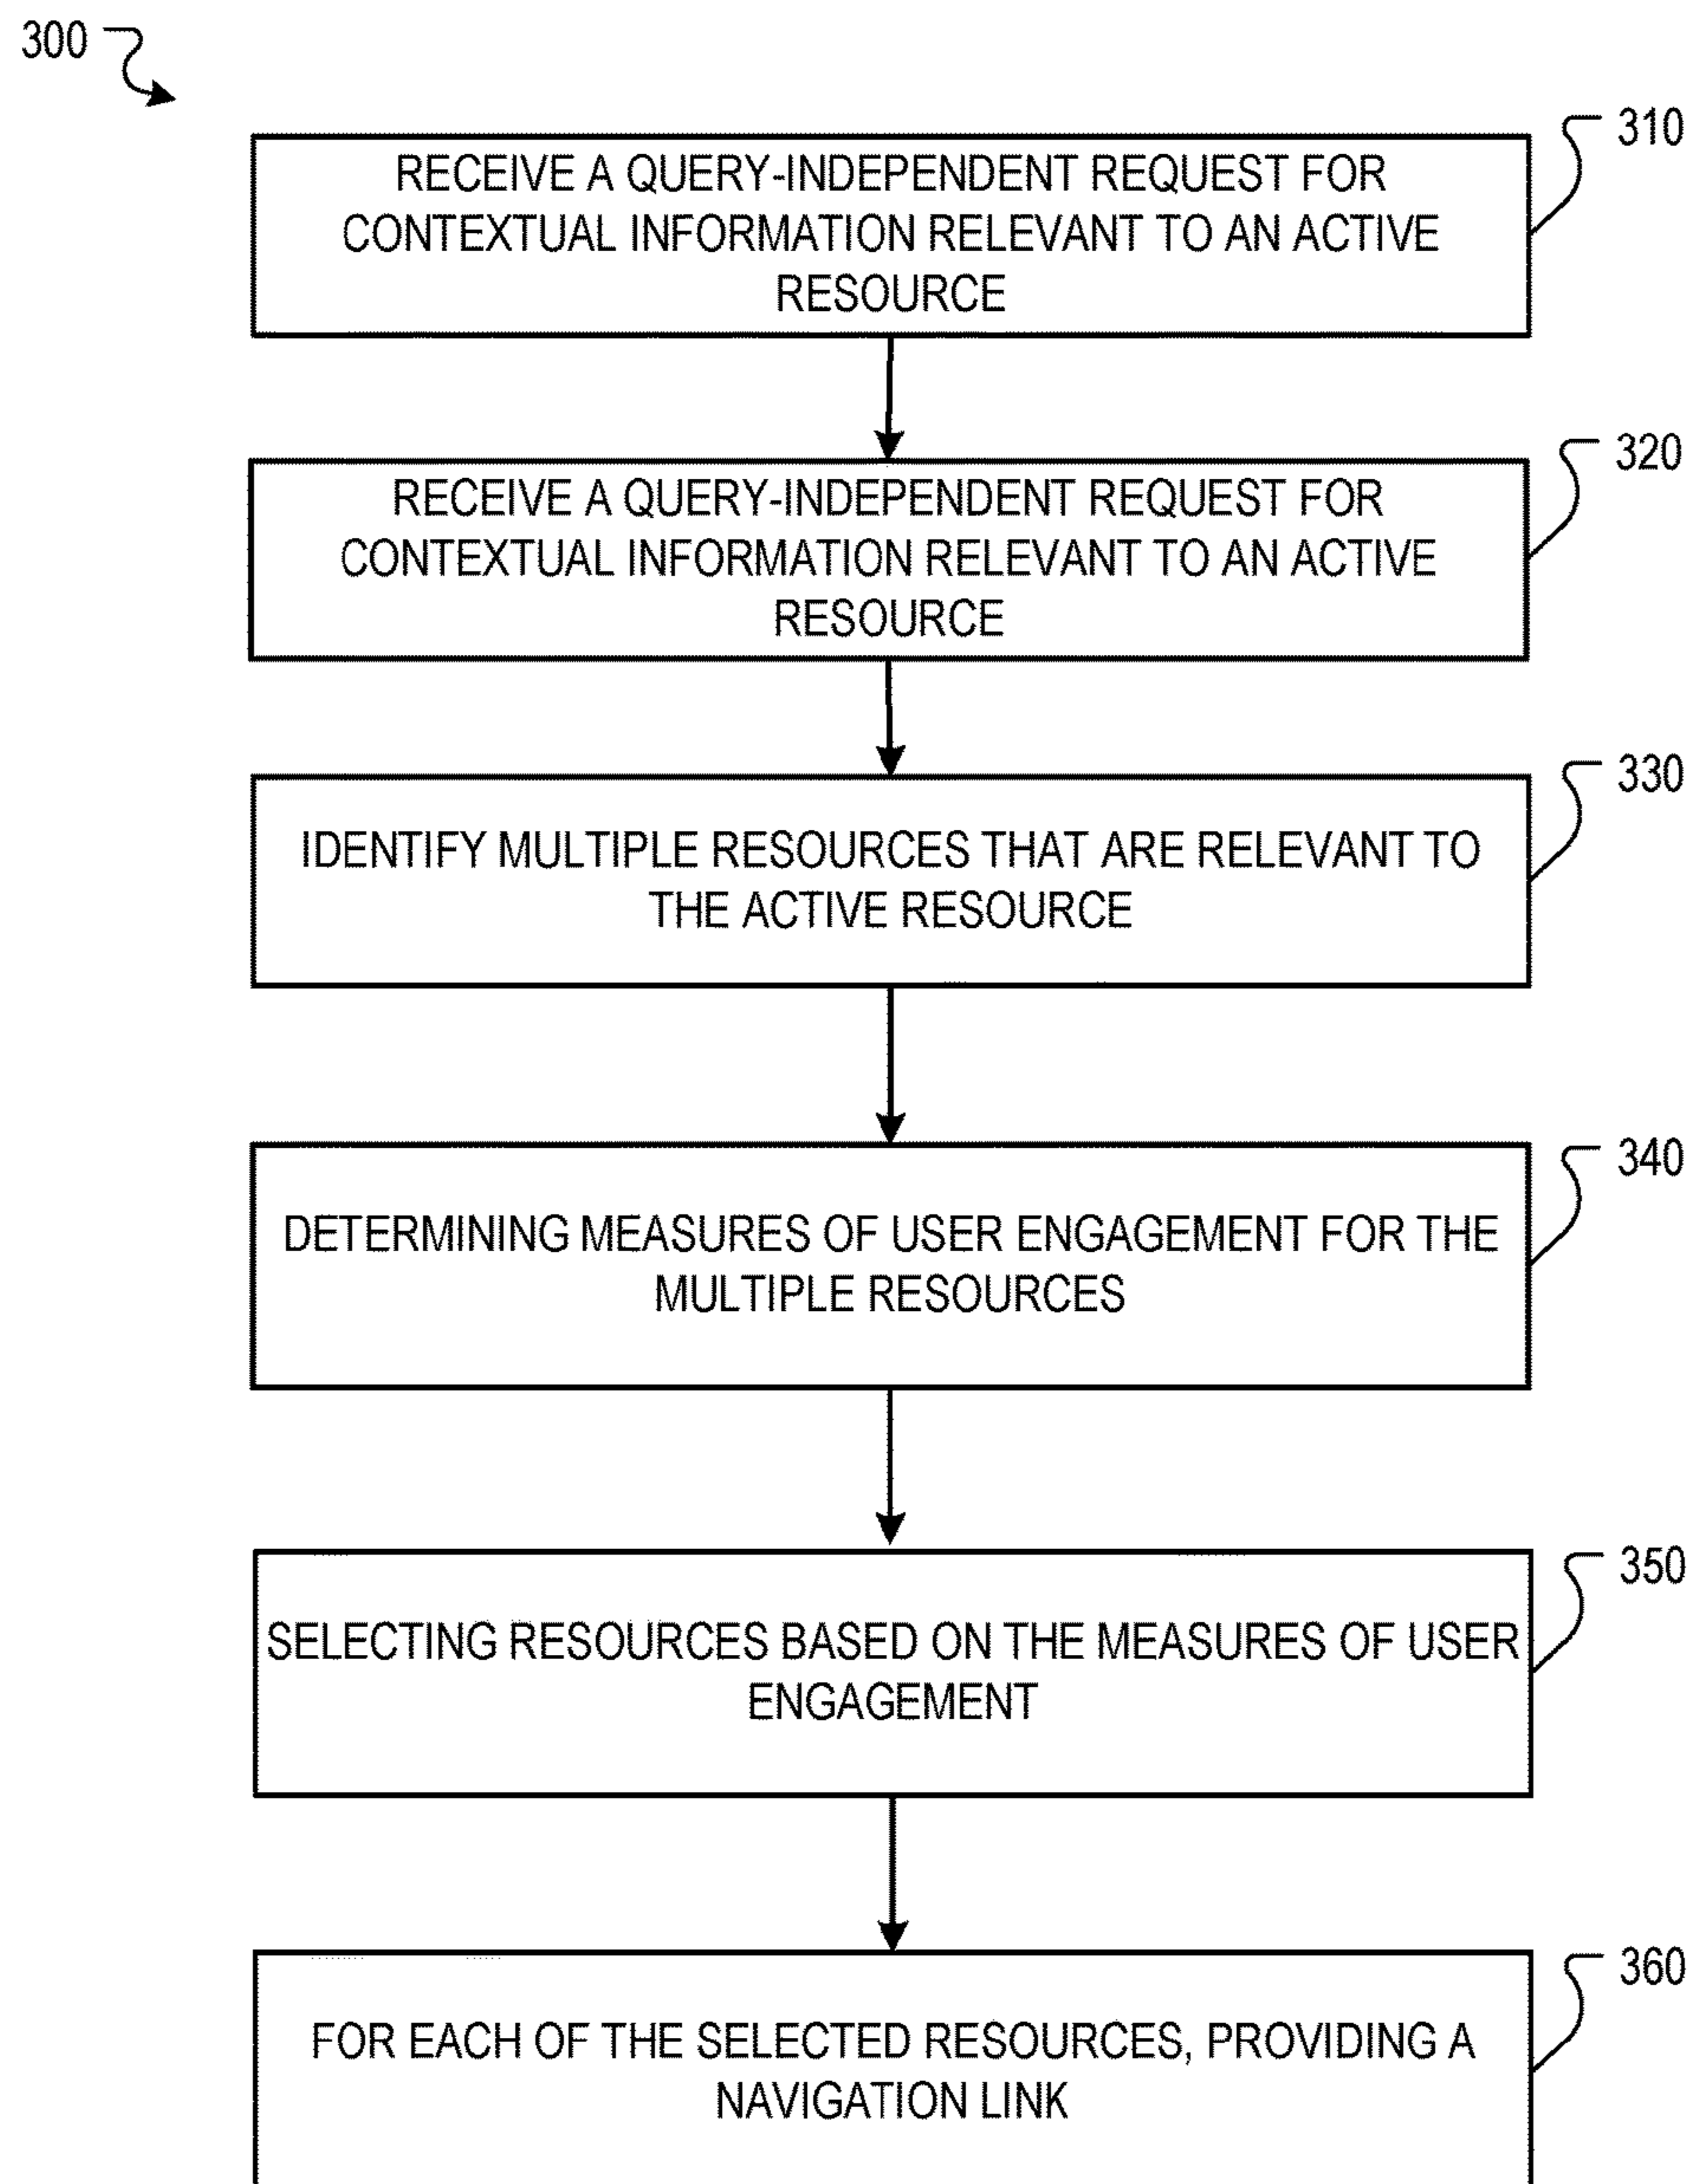 300
310
RECEIVE A QUERY-INDEPENDENT REQUEST FOR
CONTEXTUAL INFORMATION RELEVANT TO AN ACTIVE
RESOURCE
320
RECEIVE A QUERY-INDEPENDENT REQUEST FOR
CONTEXTUAL INFORMATION RELEVANT TO AN ACTIVE
RESOURCE
330
IDENTIFY MULTIPLE RESOURCES THAT ARE RELEVANT TO
THE ACTIVE RESOURCE
340
DETERMINING MEASURES OF USER ENGAGEMENT FOR THE
MULTIPLE RESOURCES
350
SELECTING RESOURCES BASED ON THE MEASURES OF USER
ENGAGEMENT
360
FOR EACH OF THE SELECTED RESOURCES, PROVIDING A
NAVIGATION LINK